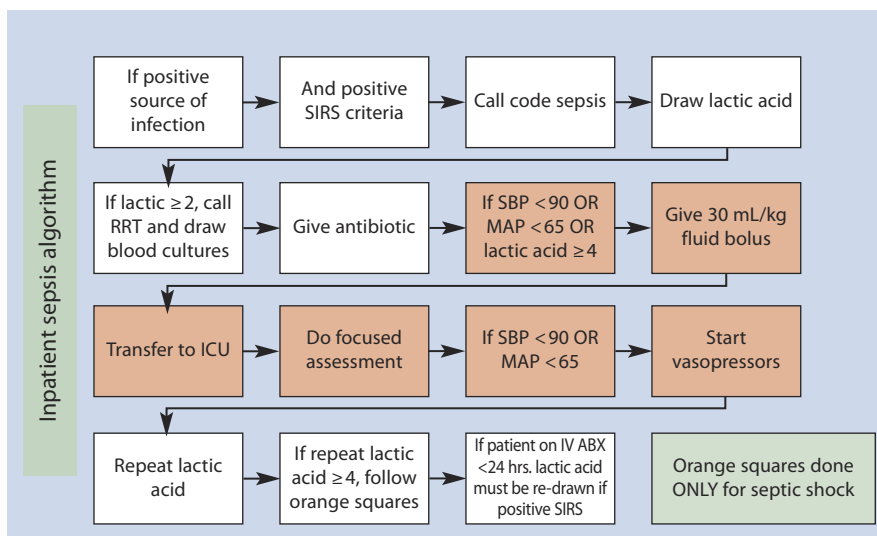 Inpatient sepsis algorithm
If positive
source of
infection
And positive
SIRS criteria
Call code sepsis
Draw lactic acid
If lactic ≥2, call
RRT and draw
blood cultures
Give antibiotic
If SBP <90 OR
MAP <65 OR
lactic acid ≥4
Give 30 mL/kg
fluid bolus
Transfer to ICU
Do focused
assessment
If SBP <90 OR
MAP <65
Start
vasopressors
Repeat lactic
acid
If repeat lactic
acid ≥4, follow
orange squares
If patient on IV ABX
<24 hrs. lactic acid
must be re-drawn if
positive SIRS
Orange squares done
ONLY for septic shock